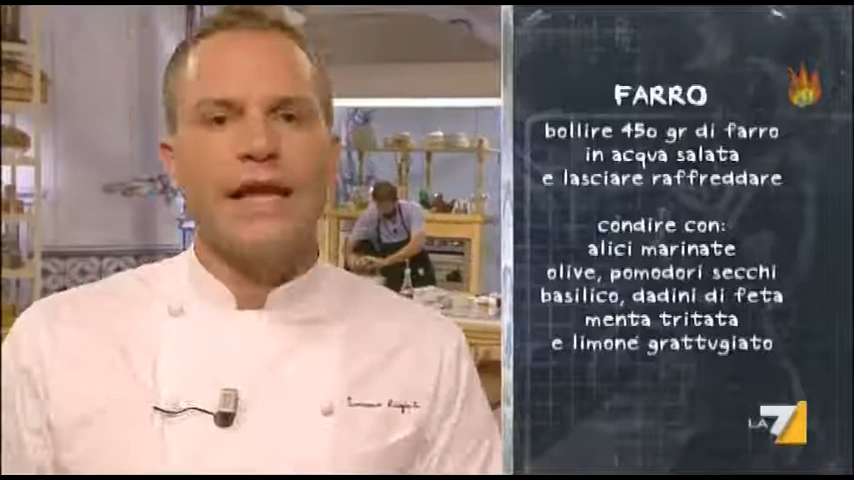 FARRO
bollire 450 gr di farro
in acqua salata
e lasciare raffreddare
condire con:
alici marinate
olive, pomodori secchi
basilico, dadini di feta
menta tritata
e limone grattugiato
LA7